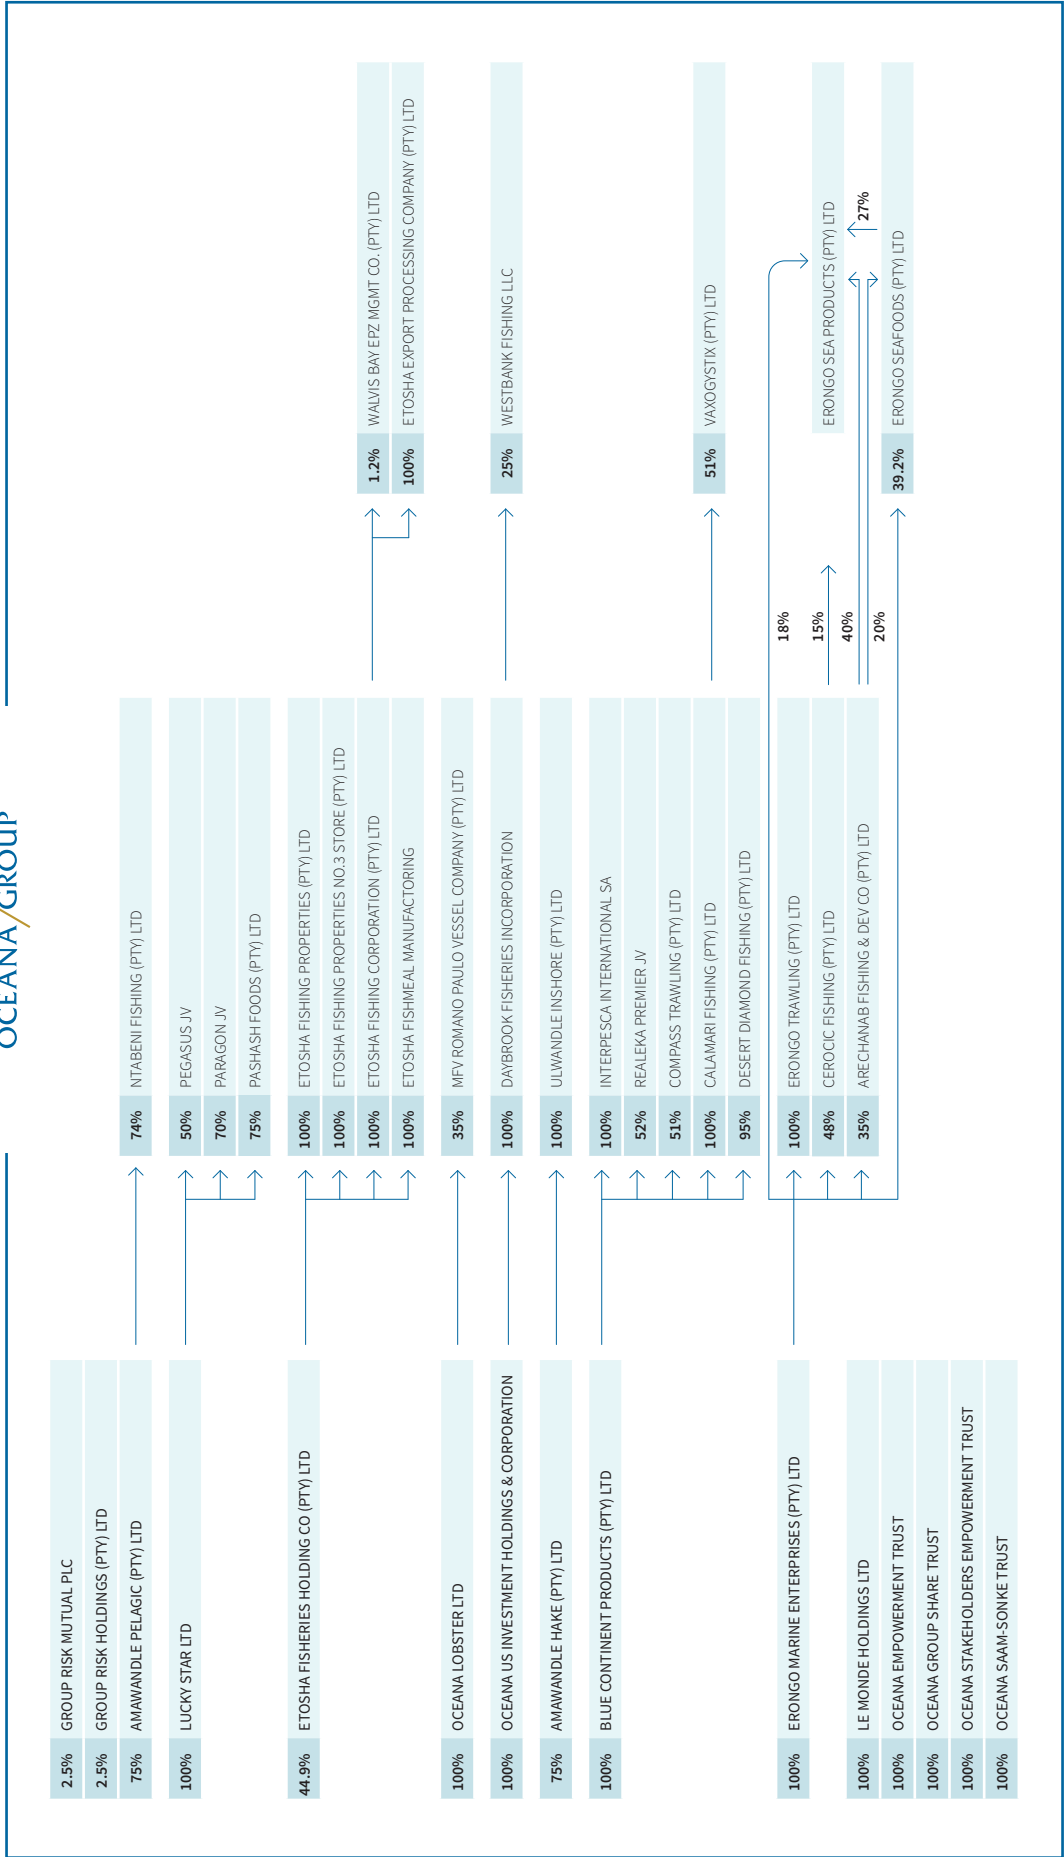 OCEANA/GROUP
2.5% GROUP RISK MUTUAL PLC
2.5% GROUP RISK HOLDINGS (PTY) LTD
75% AMAWANDLE PELAGIC (PTY) LTD
100% LUCKY STAR LTD
44.9% ETOSHA FISHERIES HOLDING CO (PTY) LTD
100% OCEANA LOBSTER LTD
100% OCEANA US INVESTMENT HOLDINGS & CORPORATION
75% AMAWANDLE HAKE (PTY) LTD
100% BLUE CONTINENT PRODUCTS (PTY) LTD
100% ERONGO MARINE ENTERPRISES (PTY) LTD
100% LE MONDE HOLDINGS LTD
100% OCEANA EMPOWERMENT TRUST
100% OCEANA GROUP SHARE TRUST
100% OCEANA STAKEHOLDERS EMPOWERMENT TRUST
100% OCEANA SAAM-SONKE TRUST
74% NTABENI FISHING (PTY) LTD
50% PEGASUS JV
70% PARAGON JV
75% PASHASH FOODS (PTY) LTD
100% ETOSHA FISHING PROPERTIES (PTY) LTD
100% ETOSHA FISHING PROPERTIES NO.3 STORE (PTY) LTD
100% ETOSHA FISHING CORPORATION (PTY) LTD
100% ETOSHA FISHMEAL MANUFACTORING
35% MFV ROMANO PAULO VESSEL COMPANY (PTY) LTD
100% DAYBROOK FISHERIES INCORPORATION
100% ULWANDLE INSHORE (PTY) LTD
100% INTERPESCA INTERNATIONAL SA
52% REALEKA PREMIER JV
51% COMPASS TRAWLING (PTY) LTD
100% CALAMARI FISHING (PTY) LTD
95% DESERT DIAMOND FISHING (PTY) LTD
100% ERONGO TRAWLING (PTY) LTD
48% CEROCIC FISHING (PTY) LTD
35% ARECHANAB FISHING & DEV CO (PTY) LTD
18%
15%
40%
20%
1.2% WALVIS BAY EPZ MGMT CO. (PTY) LTD
100% ETOSHA EXPORT PROCESSING COMPANY (PTY) LTD
25% WESTBANK FISHING LLC
51% VAXOGYSTIX (PTY) LTD
ERONGO SEA PRODUCTS (PTY) LTD
27%
39.2% ERONGO SEAFOODS (PTY) LTD